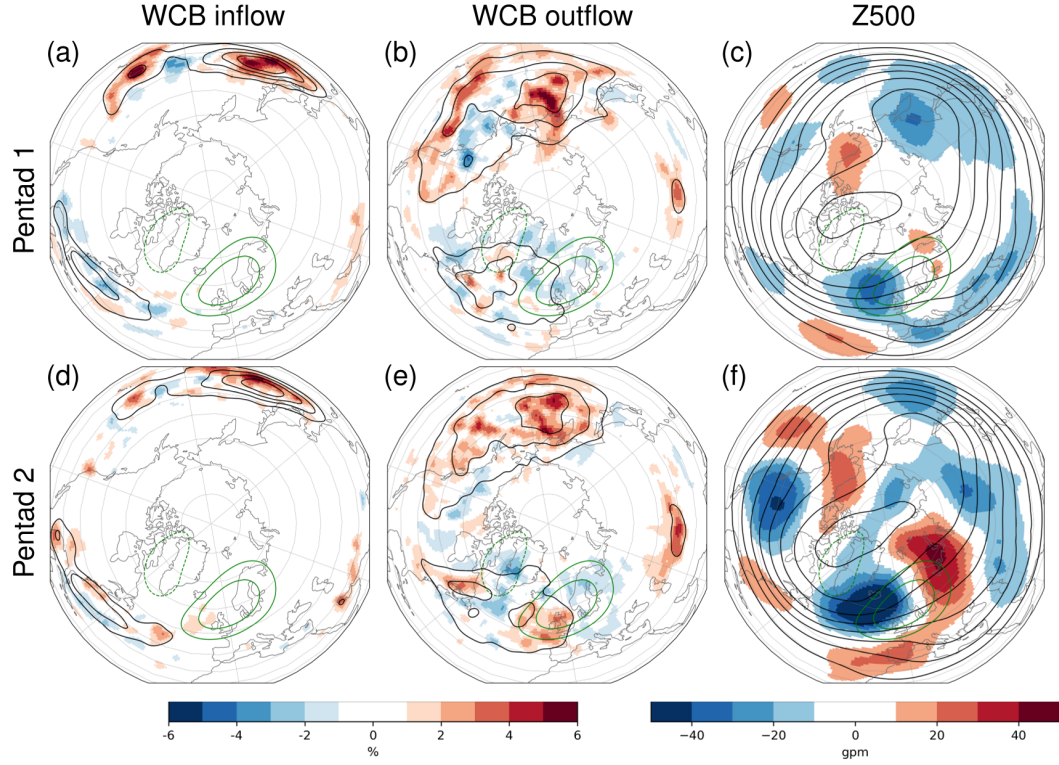 WCB inflow WCB outflow Z500
Pentad 1
(a) (b) (c)
Pentad 2
(d) (e) (f)
-6 -4 -2 0 2 4 6
%
−40 −20 0 20 40
gpm